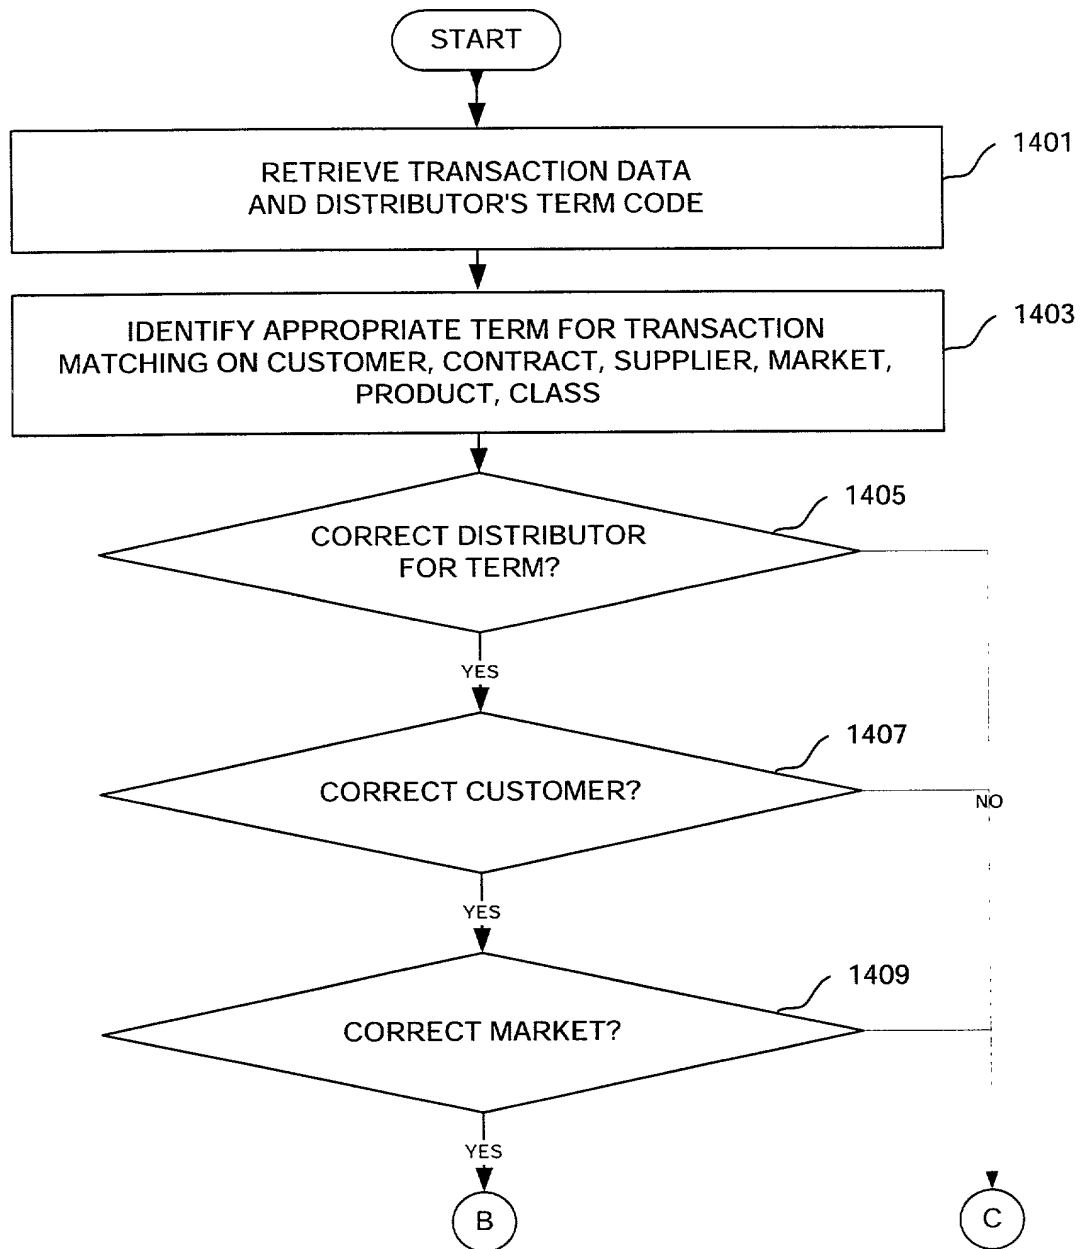 START
1401
RETRIEVE TRANSACTION DATA
AND DISTRIBUTOR'S TERM CODE
1403
IDENTIFY APPROPRIATE TERM FOR TRANSACTION
MATCHING ON CUSTOMER, CONTRACT, SUPPLIER, MARKET,
PRODUCT, CLASS
1405
CORRECT DISTRIBUTOR
FOR TERM?
YES
1407
CORRECT CUSTOMER?
NO
YES
1409
CORRECT MARKET?
YES
B
C